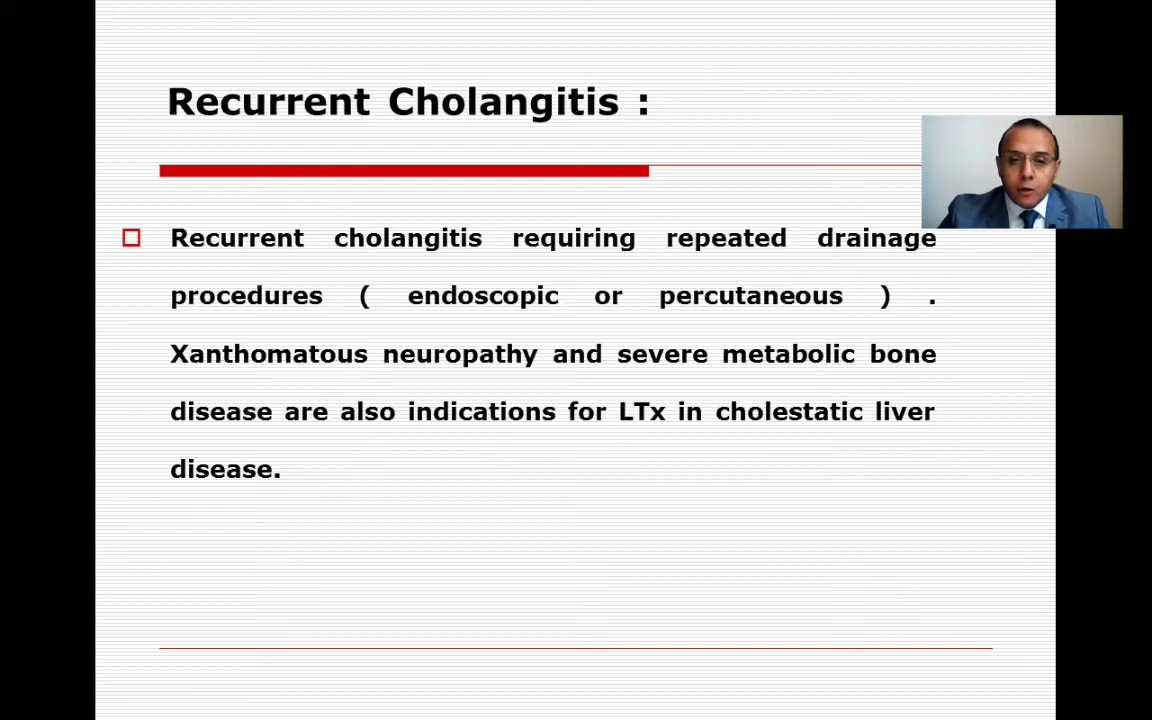 Recurrent Cholangitis :
Recurrent cholangitis requiring repeated drainage
procedures ( endoscopic or percutaneous ) .
Xanthomatous neuropathy and severe metabolic bone
disease are also indications for LTx in cholestatic liver
disease.